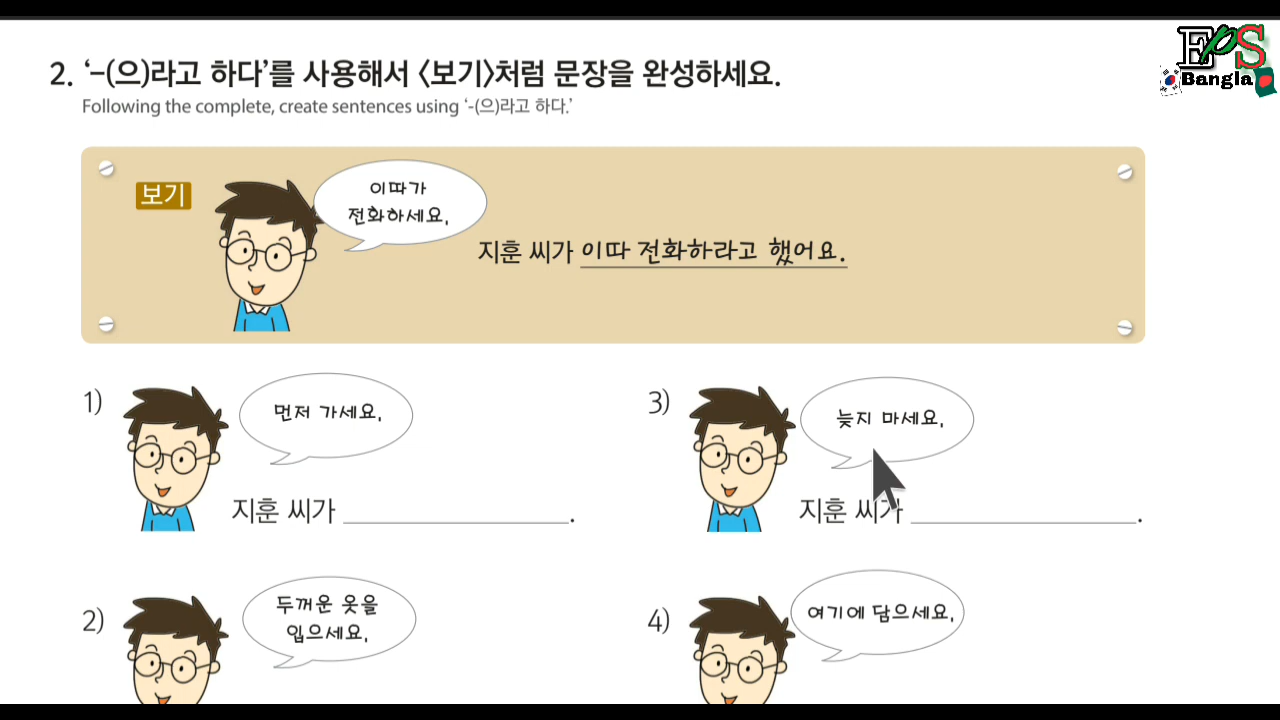 2. ‘–(으)라고 하다’를 사용해서 〈보기〉처럼 문장을 완성하세요.
Following the complete, create sentences using ‘-(으)라고 하다.’
EPS
Bangla
보기
이따가
전화하세요.
지훈 씨가 이따 전화하라고 했어요.
1)
먼저 가세요.
지훈 씨가 ________________.
3)
늦지 마세요.
지훈 씨가 ________________.
2)
두꺼운 옷을
입으세요.
4)
여기에 담으세요.